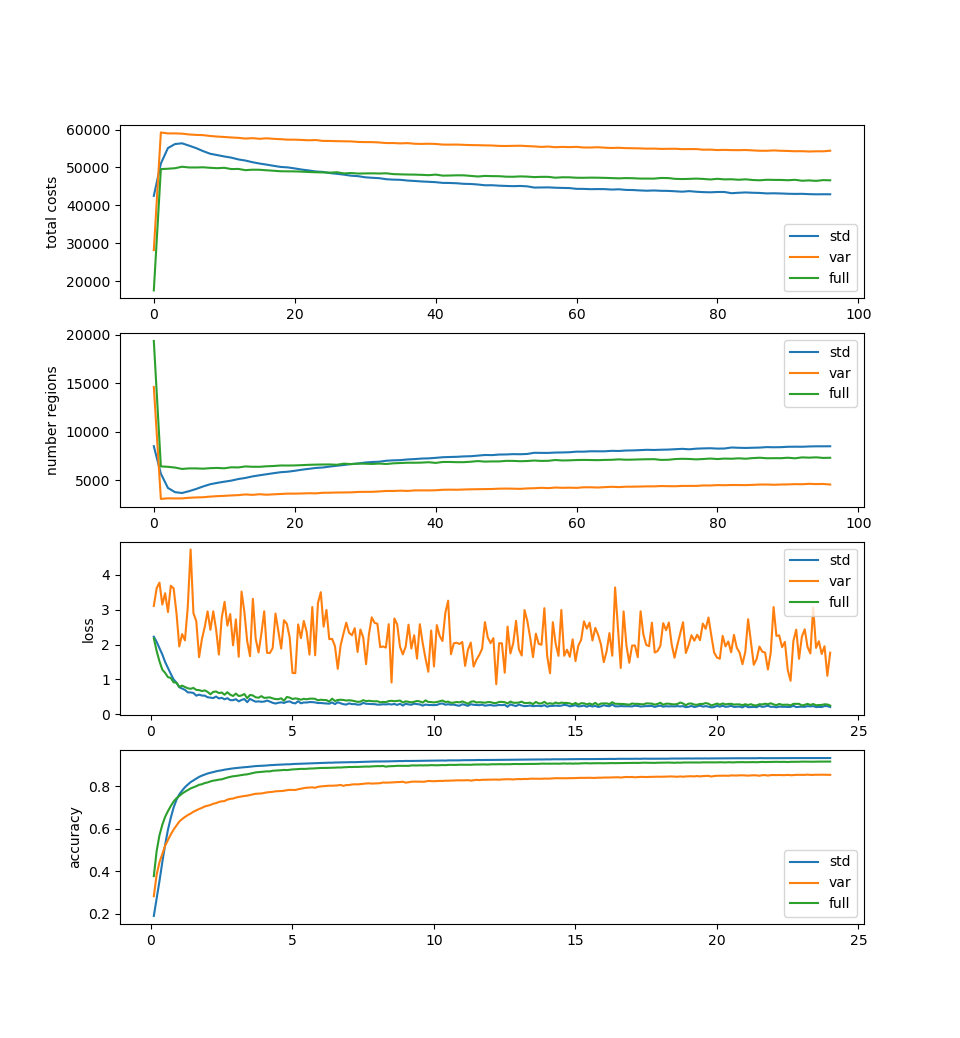 total costs
60000
50000
40000
30000
20000
std
var
full
0 20 40 60 80 100
number regions
20000
15000
10000
5000
std
var
full
0 20 40 60 80 100
loss
4
3
2
1
0
std
var
full
0 5 10 15 20 25
accuracy
0.8
0.6
0.4
0.2
std
var
full
0 5 10 15 20 25